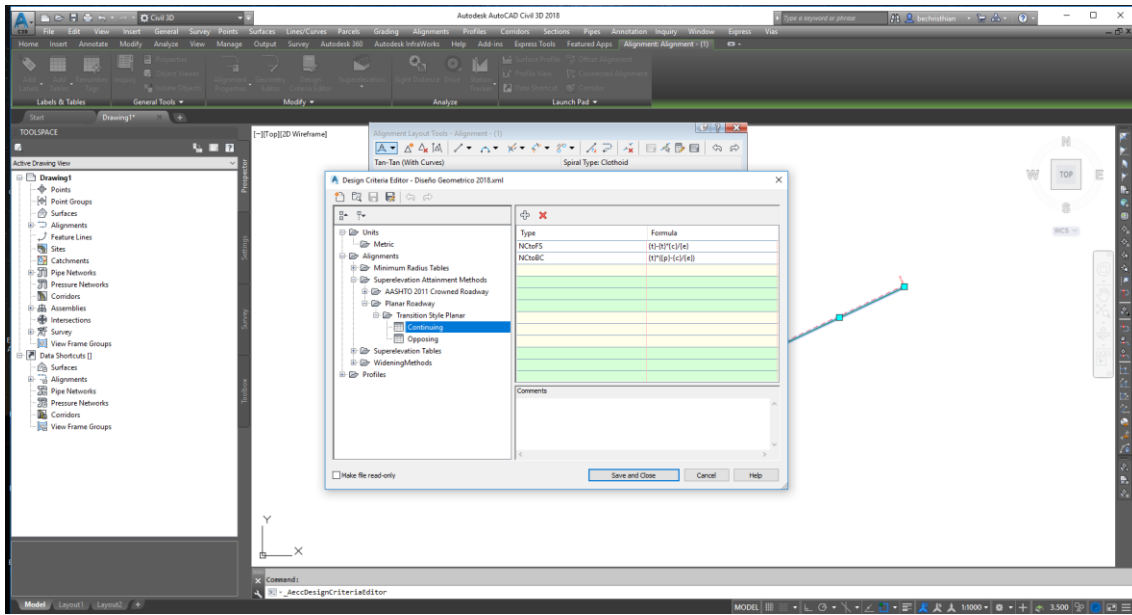 Civil 3D
Autodesk AutoCAD Civil 3D 2018
Type a keyword or phrase
bechristhian
File Edit View Insert General Survey Points Surfaces Lines/Curves Parcels Grading Alignments Profiles Corridors Sections Pipes Annotation Inquiry Window Express Vias
Home Insert Annotate Modify Analyze View Manage Output Survey Autodesk 360 Autodesk InfraWorks Help Add-ins Express Tools Featured Apps Alignment: Alignment - (1)
Labels & Tables General Tools Modify Analyze Launch Pad
Start Drawing1*
TOOLSPACE
Active Drawing View
Drawing1
Points
Point Groups
Surfaces
Alignments
Feature Lines
Sites
Catchments
Pipe Networks
Pressure Networks
Corridors
Assemblies
Intersections
Survey
View Frame Groups
Data Shortcuts []
Surfaces
Alignments
Pipe Networks
Pressure Networks
Corridors
View Frame Groups
Prospector
Settings
Survey
Toolbox
[-][Top][2D Wireframe]
Alignment Layout Tools - Alignment - (1)
Tan-Tan (With Curves) Spiral Type: Clothoid
Design Criteria Editor - Diseño Geometrico 2018.xml
Units
Metric
Alignments
Minimum Radius Tables
Superelevation Attainment Methods
AASHTO 2011 Crowned Roadway
Planar Roadway
Transition Style Planar
Continuing
Opposing
Superelevation Tables
WideningMethods
Profiles
Type Formula
NCtoFS {t}-{t}*{c}/{e}
NCtoBC {t}*({p}-{c}/{e})
Comments
Make file read-only
Save and Close Cancel Help
N
W TOP E
S
WCS
Y
X
Command:
_AeccDesignCriteriaEditor
Model Layout1 Layout2 +
MODEL 1:1000 3.500